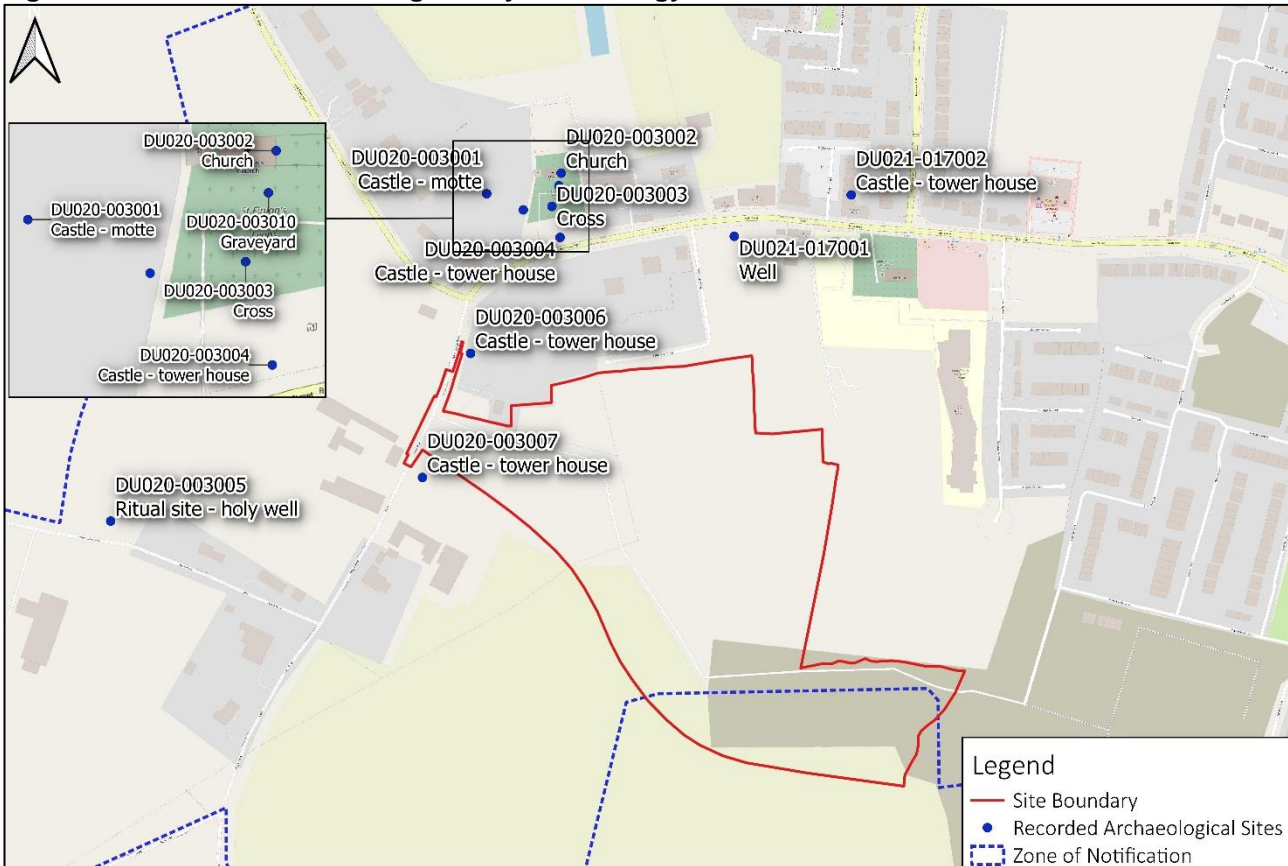 DU020-003002
Church
DU020-003001
Castle - motte
DU020-003010
Graveyard
DU020-003003
Cross
DU020-003004
Castle - tower house
DU020-003001
Castle - motte
DU020-003002
Church
DU020-003003
Cross
DU020-003004
Castle - tower house
DU021-017002
Castle - tower house
DU021-017001
Well
DU020-003006
Castle - tower house
DU020-003007
Castle - tower house
DU020-003005
Ritual site - holy well
Legend
Site Boundary
Recorded Archaeological Sites
Zone of Notification